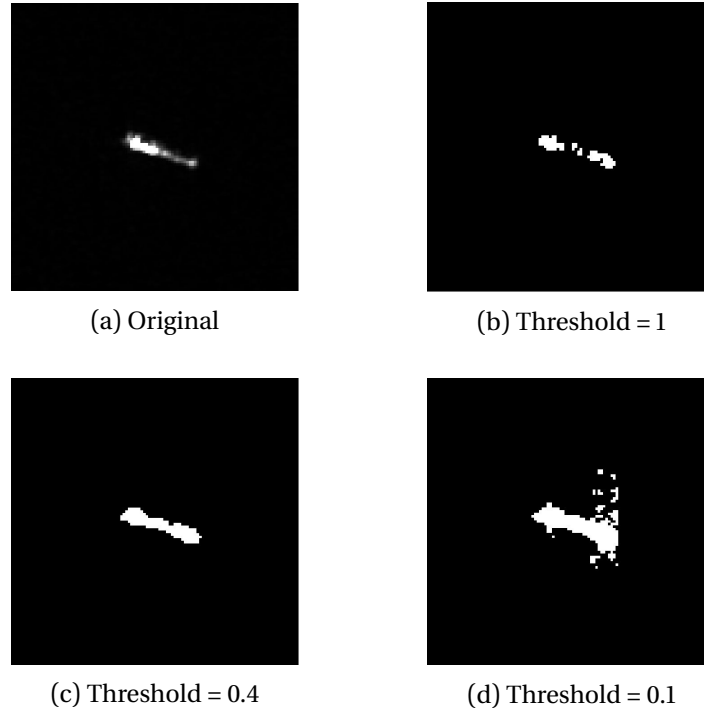 (a) Original
(b) Threshold = 1
(c) Threshold = 0.4
(d) Threshold = 0.1